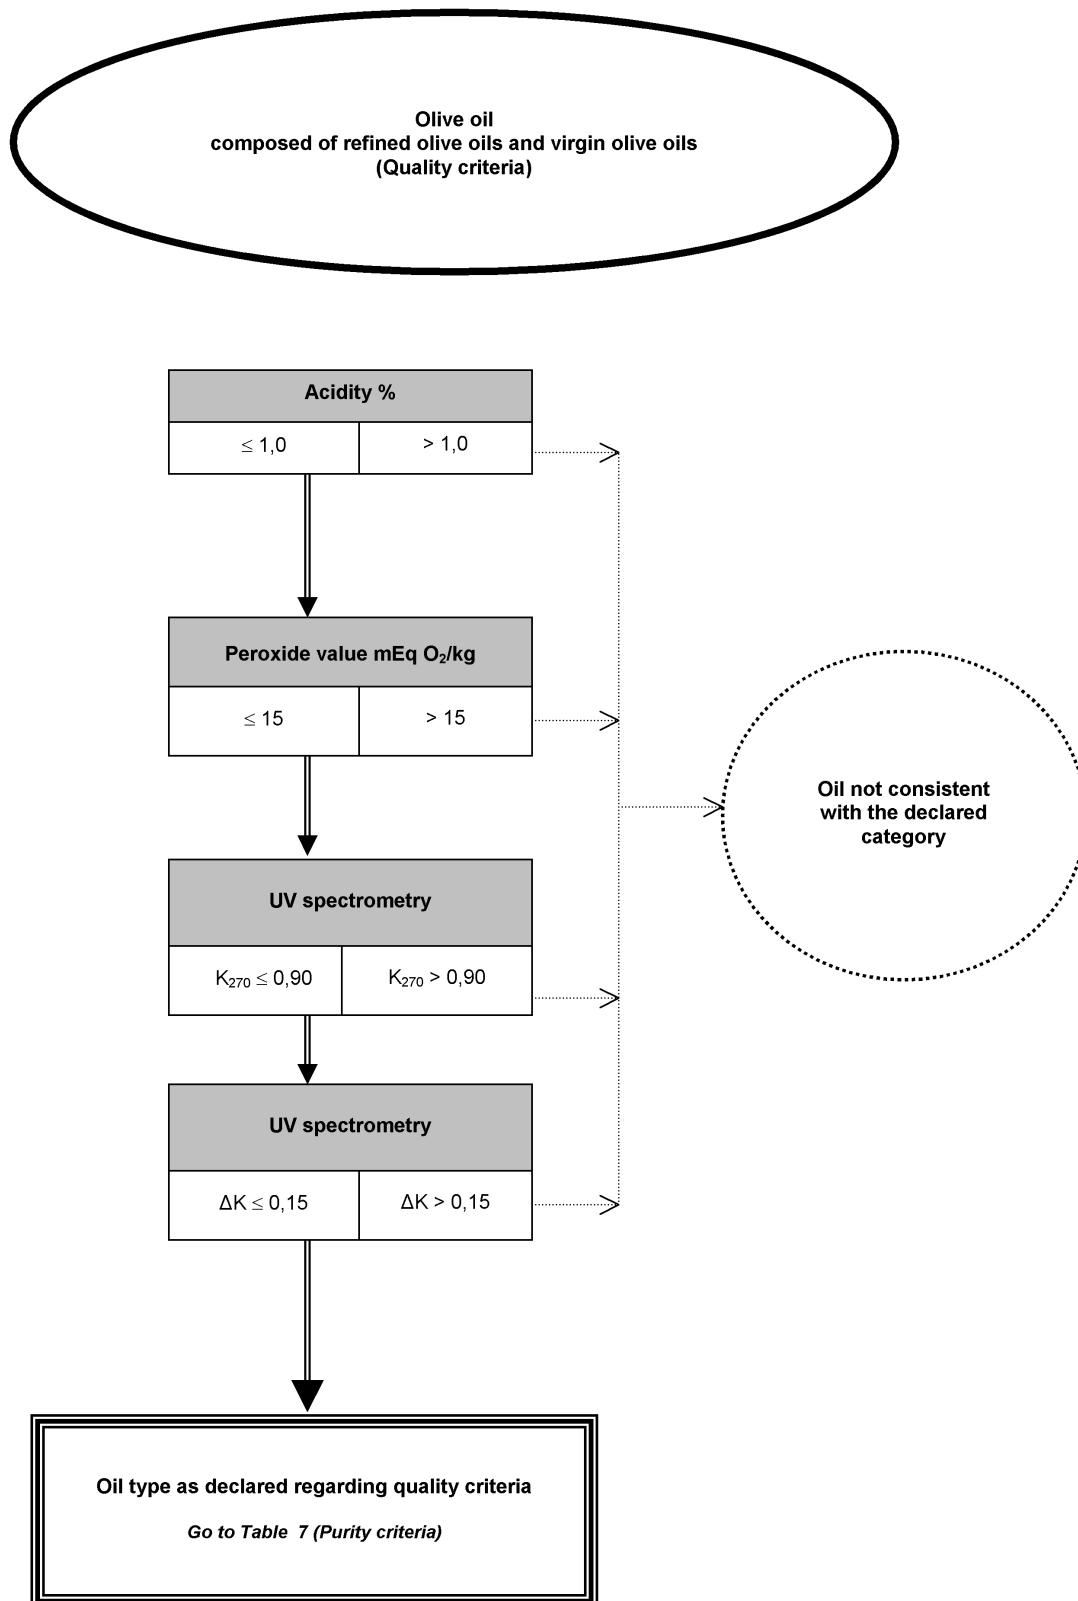 Olive oil
composed of refined olive oils and virgin olive oils
(Quality criteria)
Acidity %
≤ 1,0
> 1,0
Peroxide value mEq O₂/kg
≤ 15
> 15
Oil not consistent
with the declared
category
UV spectrometry
K₂₇₀ ≤ 0,90
K₂₇₀ > 0,90
UV spectrometry
ΔK ≤ 0,15
ΔK > 0,15
Oil type as declared regarding quality criteria
Go to Table 7 (Purity criteria)